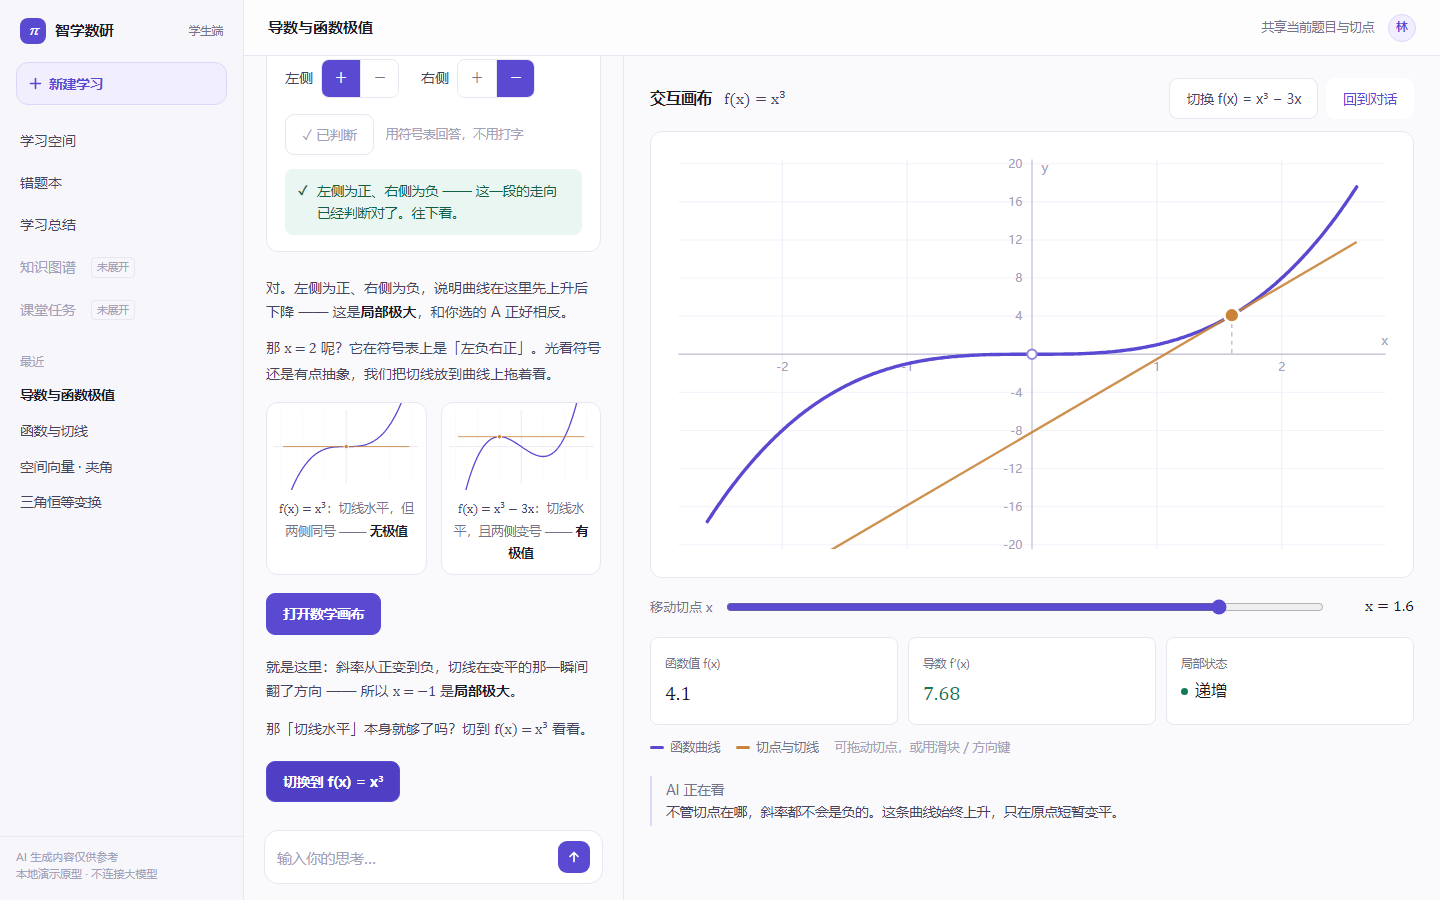 π 智学数研 学生端
+ 新建学习
学习空间
错题本
学习总结
知识图谱 未展开
课堂任务 未展开
最近
导数与函数极值
函数与切线
空间向量 · 夹角
三角恒等变换
AI 生成内容仅供参考
本地演示原型 · 不连接大模型
导数与函数极值
共享当前题目与切点 林
左侧 + − 右侧 + −
✓ 已判断 用符号表回答，不用打字
✓ 左侧为正、右侧为负 —— 这一段的走向
已经判断对了。往下看。
对。左侧为正、右侧为负，说明曲线在这里先上升后
下降 —— 这是局部极大，和你选的 A 正好相反。
那 x = 2 呢？它在符号表上是「左负右正」。光看符号
还是有点抽象，我们把切线放到曲线上拖着看。
f(x) = x³：切线水平，但
两侧同号 —— 无极值
f(x) = x³ − 3x：切线水
平，且两侧变号 —— 有
极值
打开数学画布
就是这里：斜率从正变到负，切线在变平的那一瞬间
翻了方向 —— 所以 x = −1 是局部极大。
那「切线水平」本身就够了吗？切到 f(x) = x³ 看看。
切换到 f(x) = x³
输入你的思考...
交互画布 f(x) = x³
切换 f(x) = x³ − 3x
回到对话
20
16
12
8
4
-4
-8
-12
-16
-20
y
x
-2
-1
1
2
移动切点 x
x = 1.6
函数值 f(x)
4.1
导数 f′(x)
7.68
局部状态
递增
函数曲线 切点与切线 可拖动切点，或用滑块 / 方向键
AI 正在看
不管切点在哪，斜率都不会是负的。这条曲线始终上升，只在原点短暂变平。